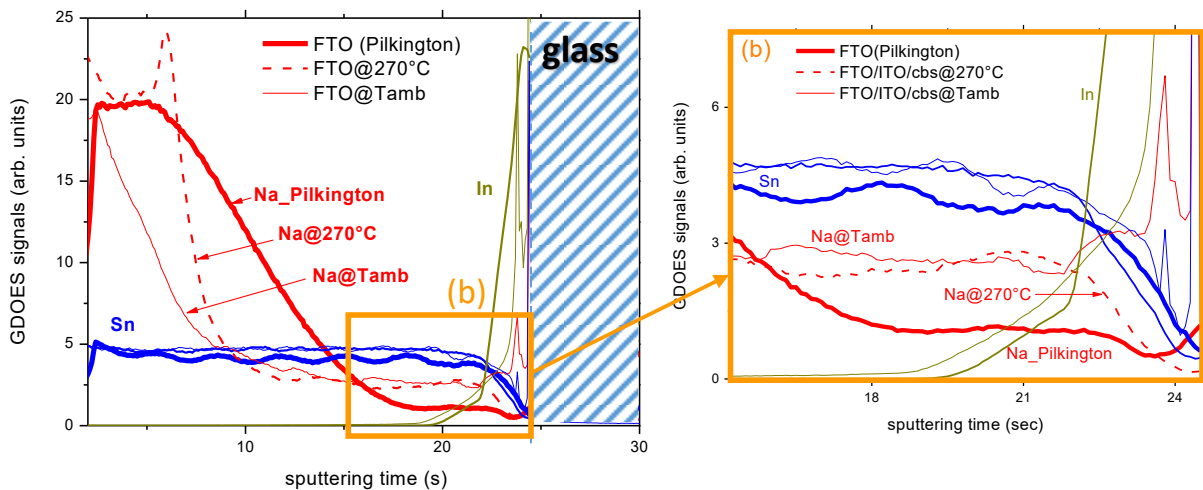 25
20
15
10
5
0
GDOES signals (arb. units)
FTO (Pilkington)
FTO@270°C
FTO@Tamb
glass
In
Na_Pilkington
Na@270°C
Na@Tamb
(b)
Sn
10
20
30
sputtering time (s)
(b)
FTO(Pilkington)
FTO/ITO/cbs@270°C
FTO/ITO/cbs@Tamb
In
6
3
0
GDOES signals (arb. units)
Sn
Na@Tamb
Na@270°C
Na_Pilkington
18
21
24
sputtering time (sec)